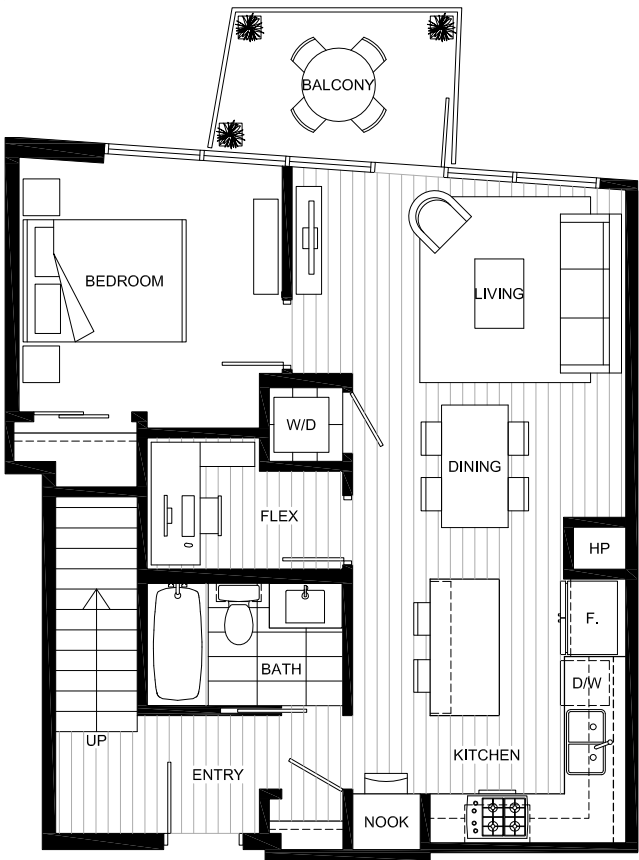 BALCONY
BEDROOM
LIVING
W/D
DINING
FLEX
HP
F.
BATH
D/W
UP
KITCHEN
ENTRY
NOOK